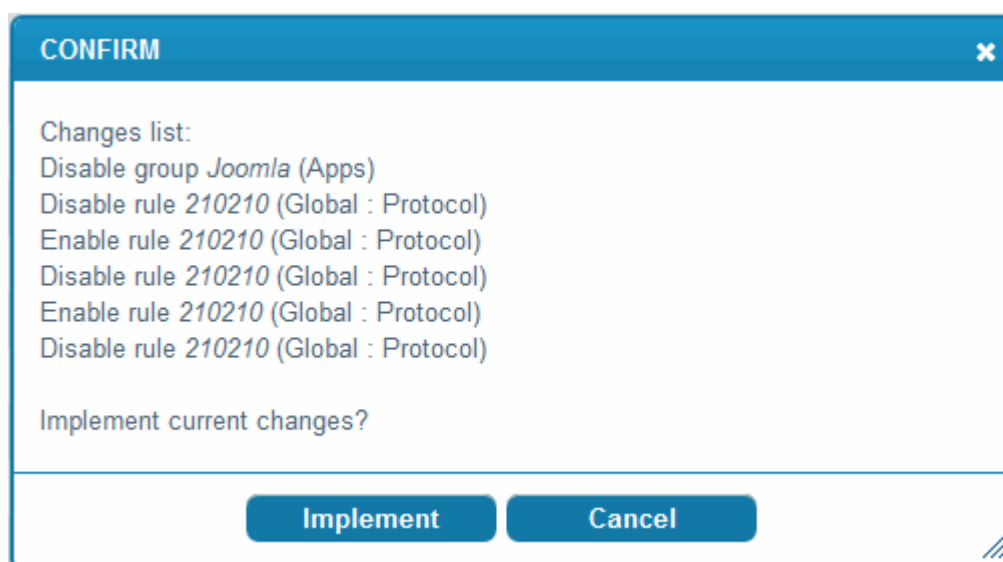 CONFIRM
Changes list:
Disable group Joomla (Apps)
Disable rule 210210 (Global : Protocol)
Enable rule 210210 (Global : Protocol)
Disable rule 210210 (Global : Protocol)
Enable rule 210210 (Global : Protocol)
Disable rule 210210 (Global : Protocol)
Implement current changes?
Implement Cancel